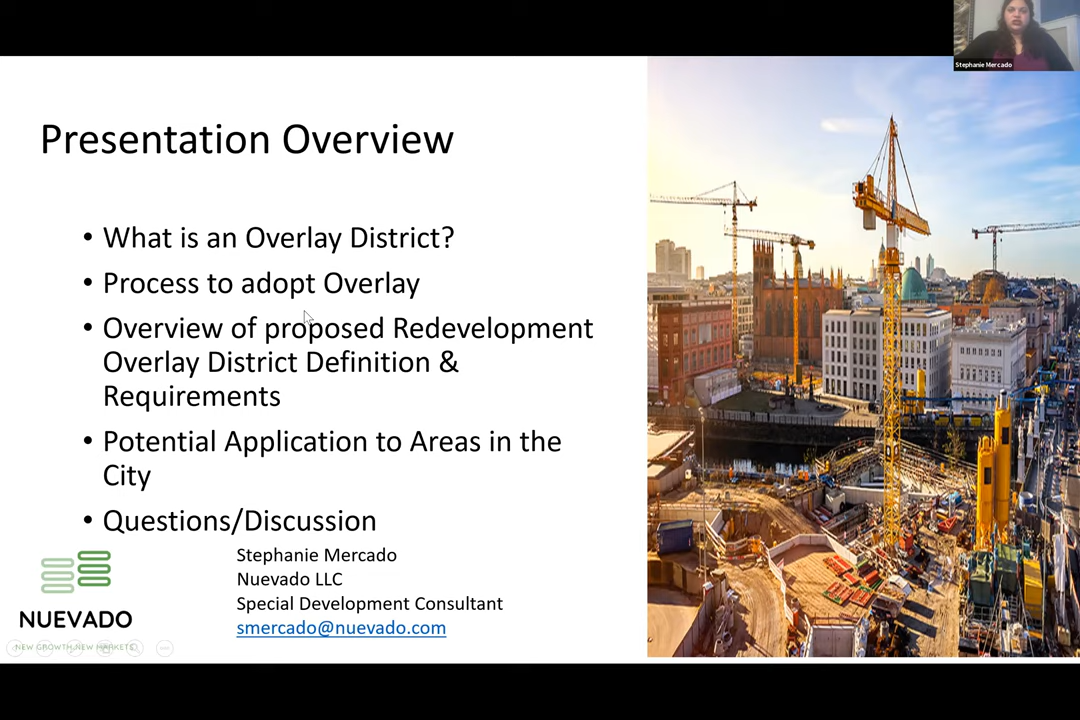 Stephanie Mercado
Presentation Overview
• What is an Overlay District?
• Process to adopt Overlay
• Overview of proposed Redevelopment
Overlay District Definition &
Requirements
• Potential Application to Areas in the
City
• Questions/Discussion
Stephanie Mercado
Nuevado LLC
Special Development Consultant
smercado@nuevado.com
NUEVADO
NEW GROWTH NEW MARKETS